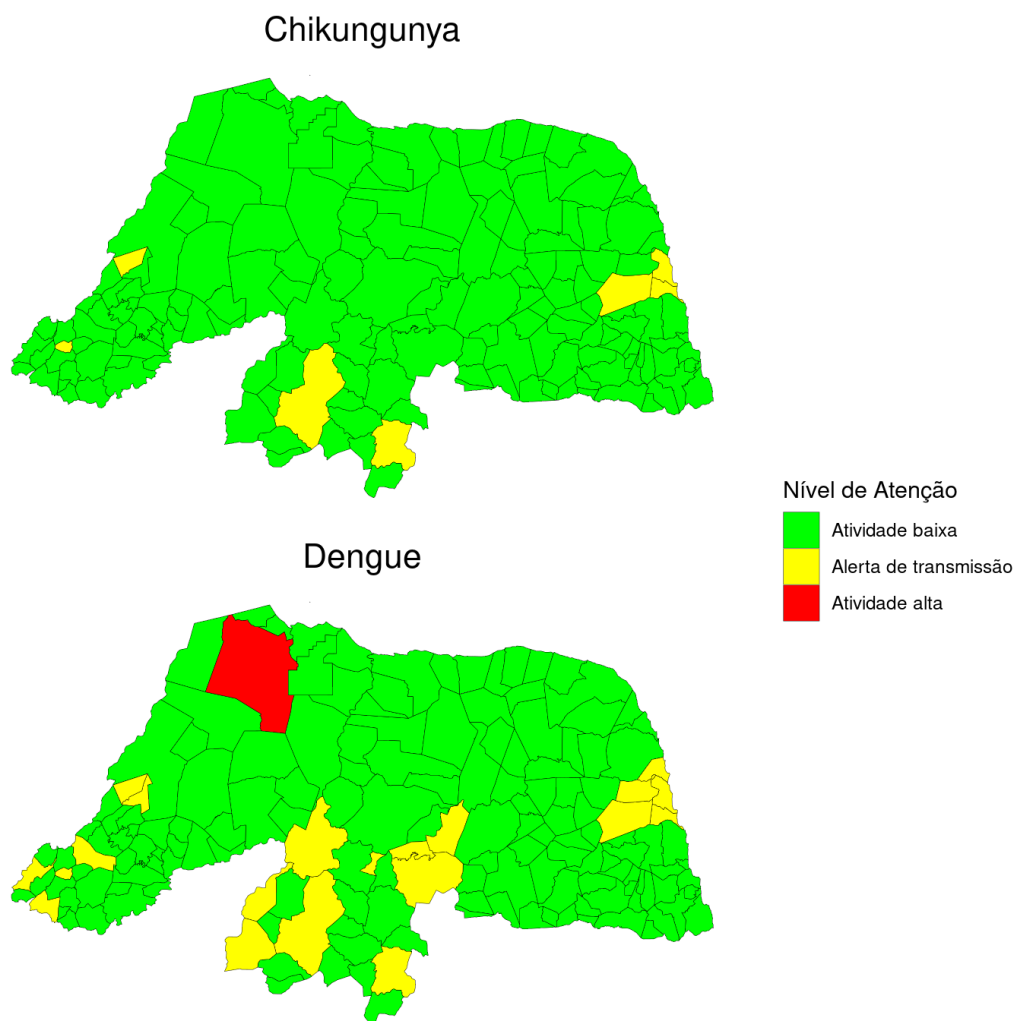 Chikungunya
Nível de Atenção
Atividade baixa
Alerta de transmissão
Atividade alta
Dengue